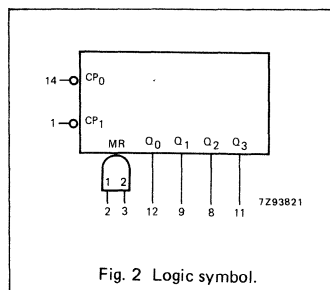 14 CP0
1 CP1
MR Q0 Q1 Q2 Q3
1 2
2 3 12 9 8 11
7Z93821
Fig. 2 Logic symbol.